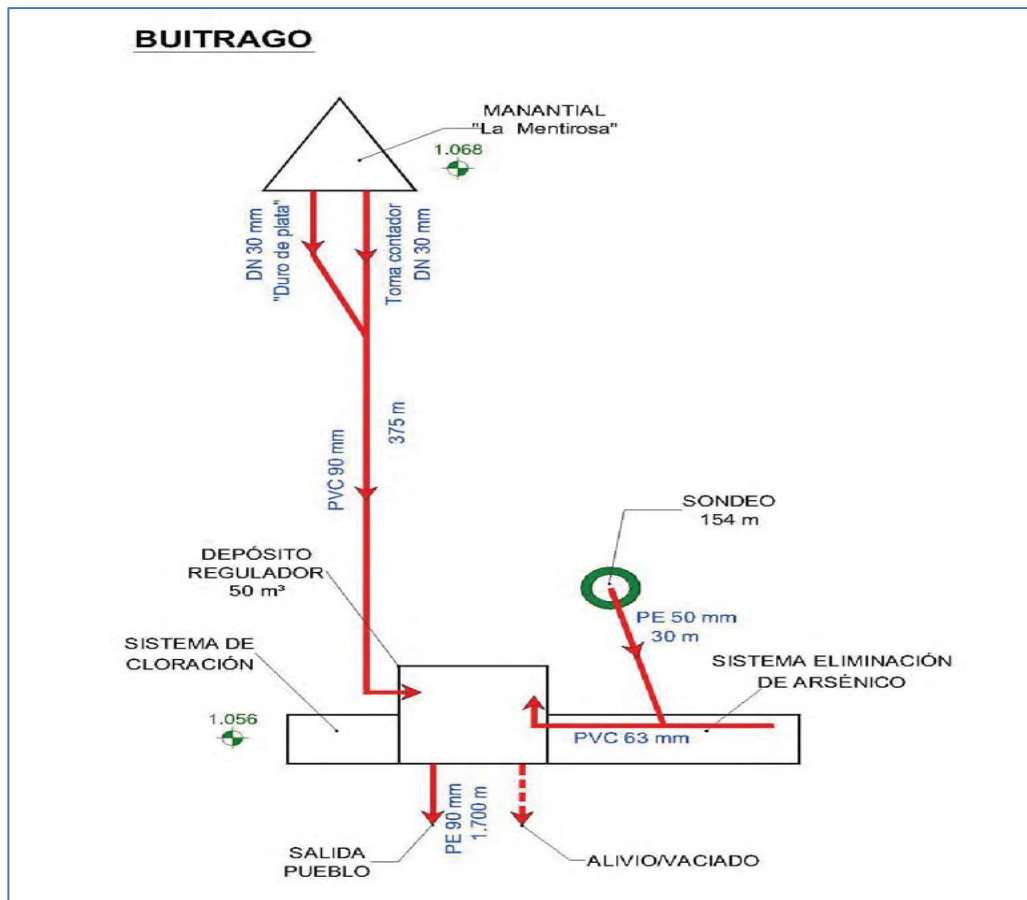 BUITRAGO
MANANTIAL
"La Mentirosa"
1.068
DN 30 mm
"Duro de plata"
Toma contador
DN 30 mm
375 m
PVC 90 mm
SONDEO
154 m
DEPÓSITO
REGULADOR
50 m³
PE 50 mm
30 m
SISTEMA DE
CLORACIÓN
SISTEMA ELIMINACIÓN
DE ARSÉNICO
1.056
PVC 63 mm
PE 90 mm
1.700 m
SALIDA
PUEBLO
ALIVIO/VACIADO